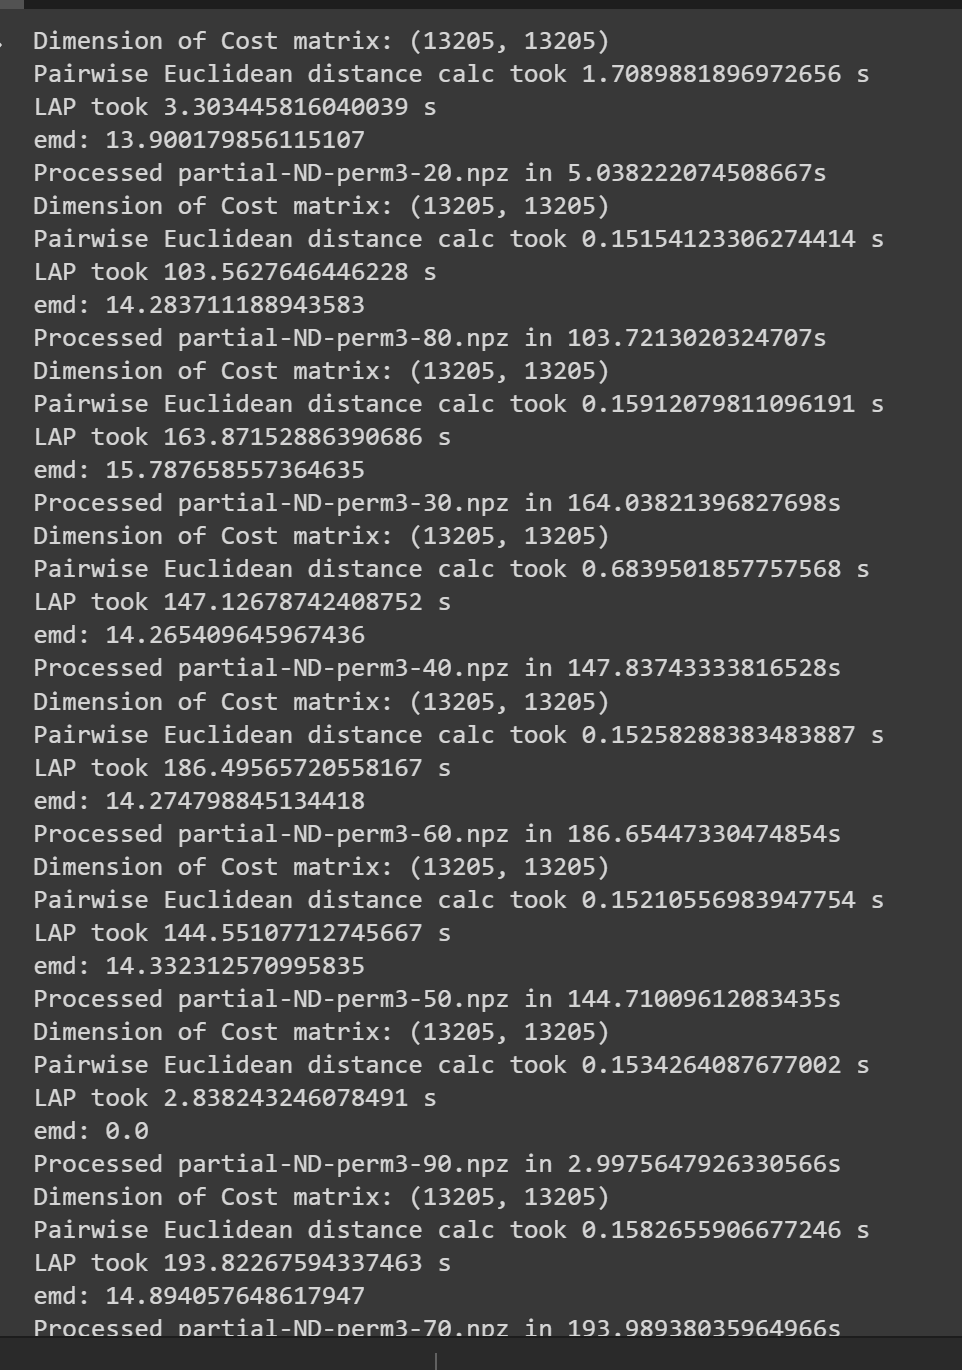 Dimension of Cost matrix: (13205, 13205)
Pairwise Euclidean distance calc took 1.7089881896972656 s
LAP took 3.303445816040039 s
emd: 13.900179856115107
Processed partial-ND-perm3-20.npz in 5.038222074508667s
Dimension of Cost matrix: (13205, 13205)
Pairwise Euclidean distance calc took 0.15154123306274414 s
LAP took 103.5627646446228 s
emd: 14.283711188943583
Processed partial-ND-perm3-80.npz in 103.7213020324707s
Dimension of Cost matrix: (13205, 13205)
Pairwise Euclidean distance calc took 0.15912079811096191 s
LAP took 163.87152886390686 s
emd: 15.787658557364635
Processed partial-ND-perm3-30.npz in 164.03821396827698s
Dimension of Cost matrix: (13205, 13205)
Pairwise Euclidean distance calc took 0.6839501857757568 s
LAP took 147.12678742408752 s
emd: 14.265409645967436
Processed partial-ND-perm3-40.npz in 147.83743333816528s
Dimension of Cost matrix: (13205, 13205)
Pairwise Euclidean distance calc took 0.15258288383483887 s
LAP took 186.49565720558167 s
emd: 14.274798845134418
Processed partial-ND-perm3-60.npz in 186.65447330474854s
Dimension of Cost matrix: (13205, 13205)
Pairwise Euclidean distance calc took 0.15210556983947754 s
LAP took 144.55107712745667 s
emd: 14.332312570995835
Processed partial-ND-perm3-50.npz in 144.71009612083435s
Dimension of Cost matrix: (13205, 13205)
Pairwise Euclidean distance calc took 0.1534264087677002 s
LAP took 2.838243246078491 s
emd: 0.0
Processed partial-ND-perm3-90.npz in 2.9975647926330566s
Dimension of Cost matrix: (13205, 13205)
Pairwise Euclidean distance calc took 0.1582655906677246 s
LAP took 193.82267594337463 s
emd: 14.894057648617947
Processed partial-ND-perm3-70.npz in 193.98938035964966s